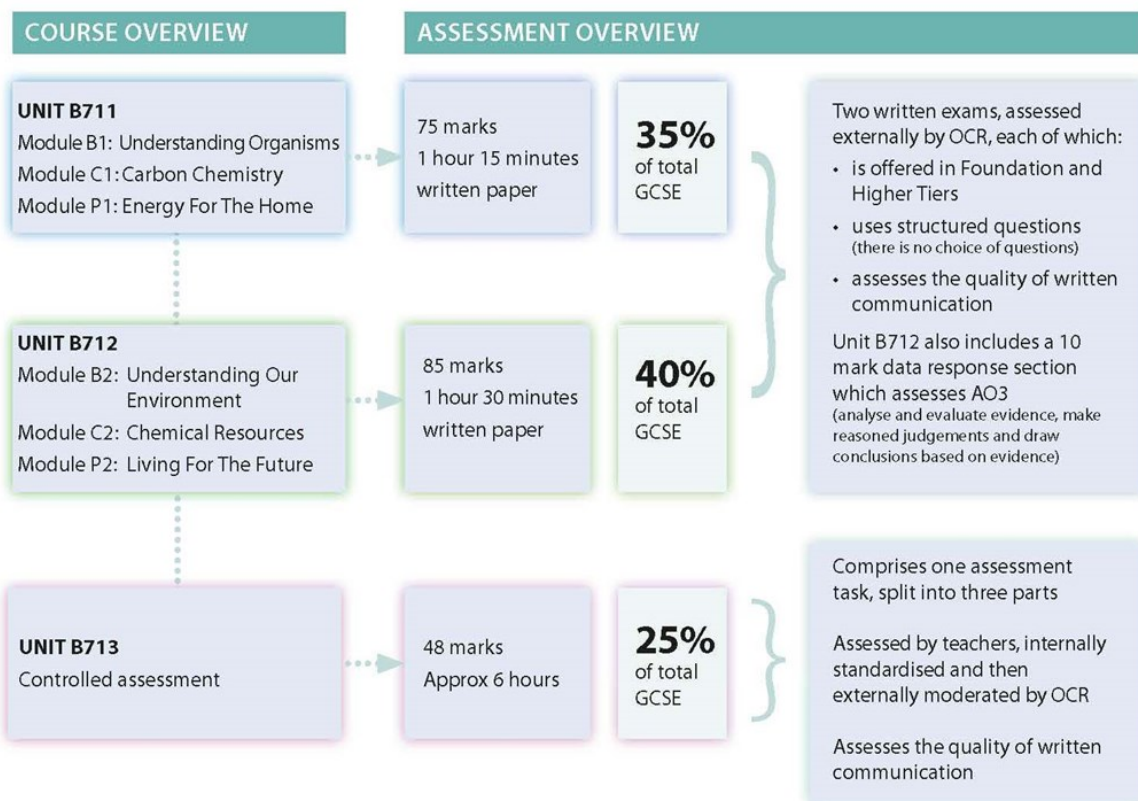 COURSE OVERVIEW
ASSESSMENT OVERVIEW
UNIT B711
Module B1: Understanding Organisms
Module C1: Carbon Chemistry
Module P1: Energy For The Home
75 marks
1 hour 15 minutes
written paper
35%
of total
GCSE
Two written exams, assessed
externally by OCR, each of which:
• is offered in Foundation and
Higher Tiers
• uses structured questions
(there is no choice of questions)
• assesses the quality of written
communication
Unit B712 also includes a 10
mark data response section
which assesses AO3
(analyse and evaluate evidence, make
reasoned judgements and draw
conclusions based on evidence)
UNIT B712
Module B2: Understanding Our
Environment
Module C2: Chemical Resources
Module P2: Living For The Future
85 marks
1 hour 30 minutes
written paper
40%
of total
GCSE
UNIT B713
Controlled assessment
48 marks
Approx 6 hours
25%
of total
GCSE
Comprises one assessment
task, split into three parts
Assessed by teachers, internally
standardised and then
externally moderated by OCR
Assesses the quality of written
communication